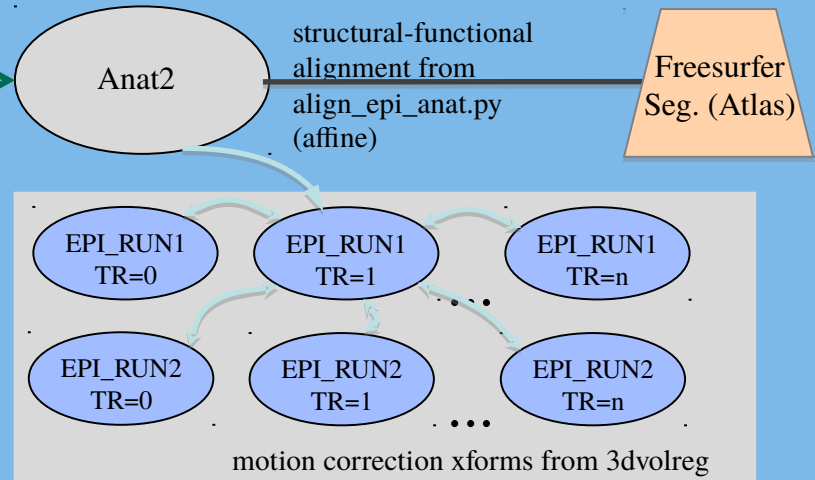 Anat2
structural-functional
alignment from
align_epi_anat.py
(affine)
Freesurfer
Seg. (Atlas)
EPI_RUN1
TR=0
EPI_RUN1
TR=1
EPI_RUN1
TR=n
...
EPI_RUN2
TR=0
EPI_RUN2
TR=1
EPI_RUN2
TR=n
...
motion correction xforms from 3dvolreg